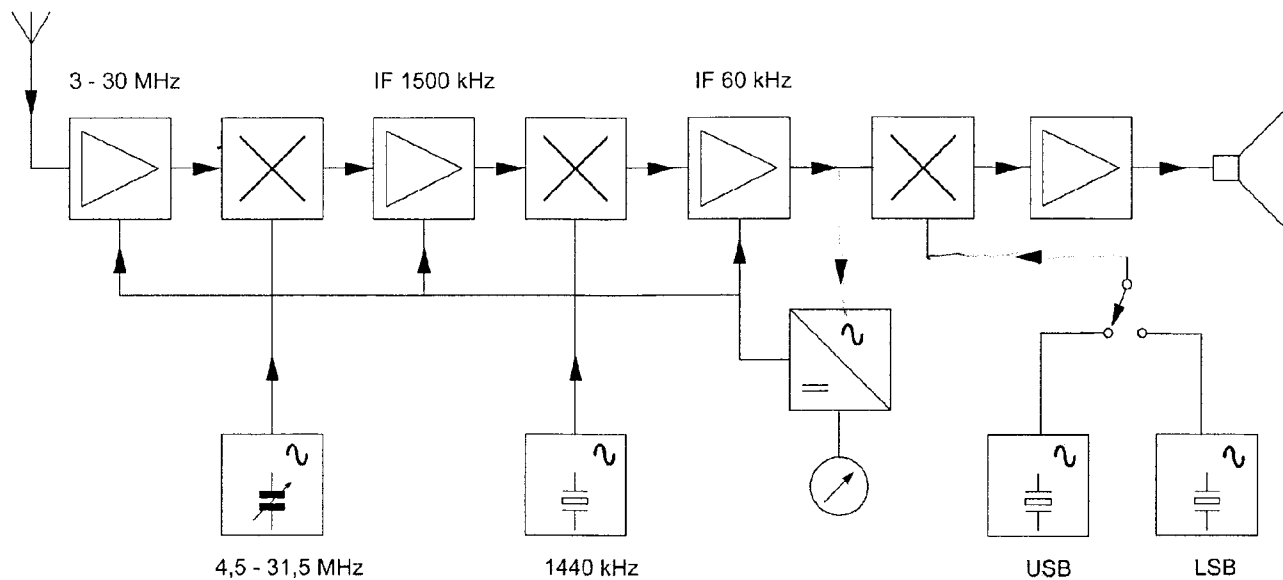 3 - 30 MHz
IF 1500 kHz
IF 60 kHz
4,5 - 31,5 MHz
1440 kHz
USB
LSB